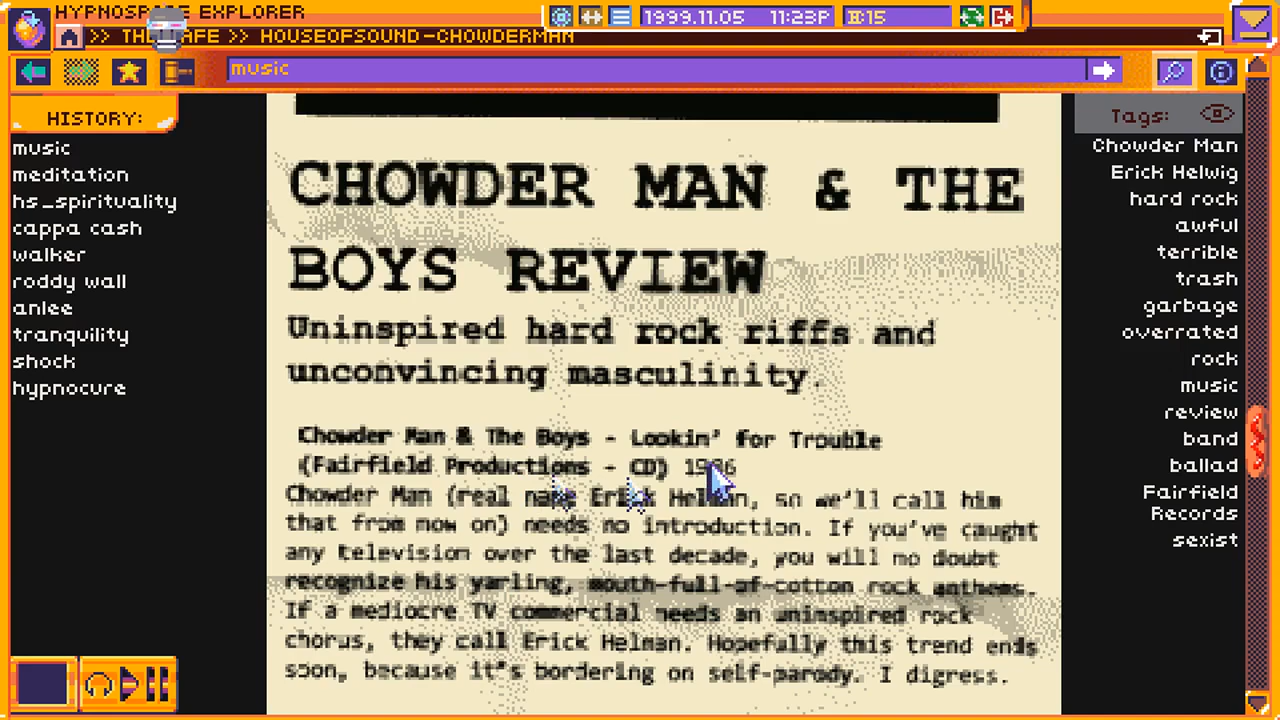 HYPNOSPACE EXPLORER
1999.11.05 11:23P
:15
>> THE CAFE >> HOUSEOFSOUND-CHOWDERMAN
music
HISTORY:
music
meditation
hs_spirituality
cappa cash
walker
roddy wall
anlee
tranquility
shock
hypnocure
CHOWDER MAN & THE
BOYS REVIEW
Uninspired hard rock riffs and
unconvincing masculinity.
Chowder Man & The Boys - Lookin' for Trouble
(Fairfield Productions - CD) 1996
Chowder Man (real name Erick Helman, so we'll call him
that from now on) needs no introduction. If you've caught
any television over the last decade, you will no doubt
recognize his yarling, mouth-full-of-cotton rock anthems.
If a mediocre TV commercial needs an uninspired rock
chorus, they call Erick Helman. Hopefully this trend ends
soon, because it's bordering on self-parody. I digress.
Tags:
Chowder Man
Erick Helwig
hard rock
awful
terrible
trash
garbage
overrated
rock
music
review
band
ballad
Fairfield
Records
sexist